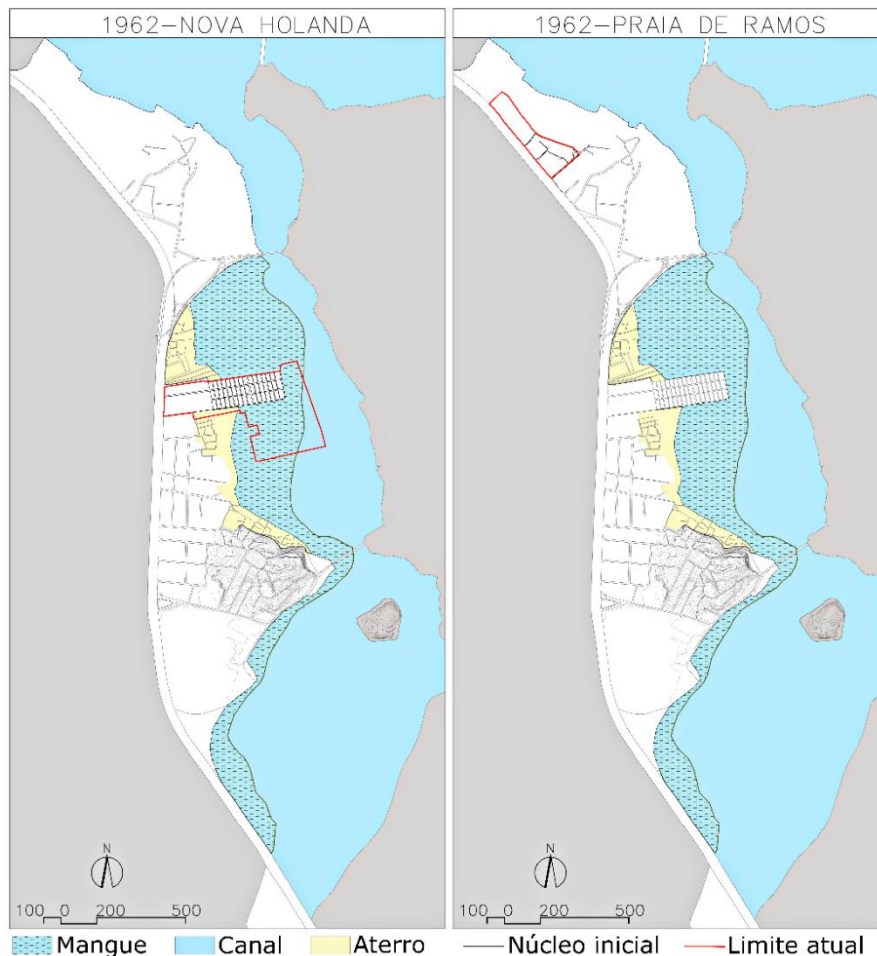 1962-NOVA HOLANDA
1962-PRAIA DE RAMOS
N
100 0 200 500
N
100 0 200 500
Mangue Canal Aterro Núcleo inicial Limite atual